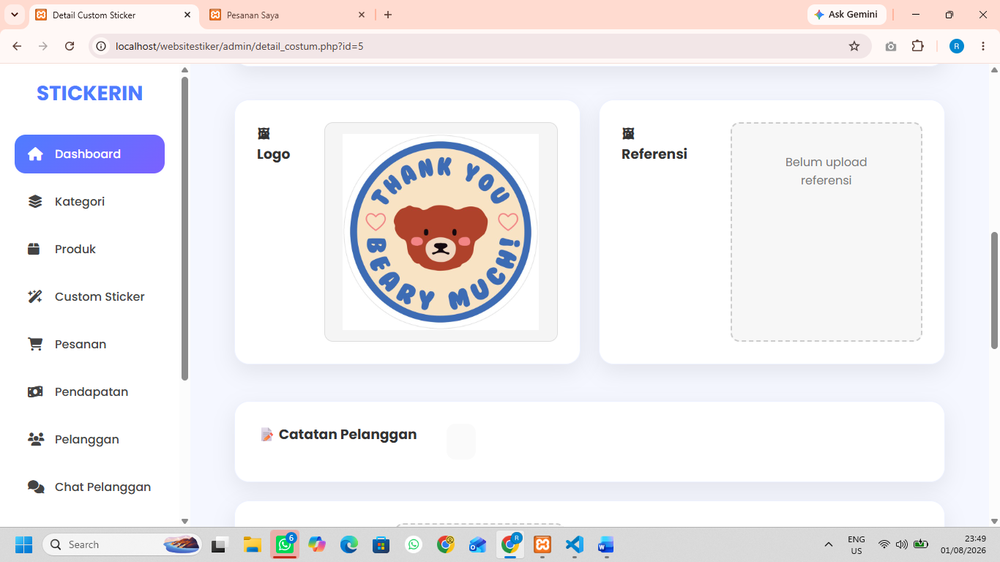 Detail Custom Sticker
Pesanan Saya
Ask Gemini
localhost/websitestiker/admin/detail_costum.php?id=5
R
STICKERIN
Dashboard
Kategori
Produk
Custom Sticker
Pesanan
Pendapatan
Pelanggan
Chat Pelanggan
🖼 Logo
THANK YOU
BEARY MUCH!
🖼 Referensi
Belum upload
referensi
📝 Catatan Pelanggan
Search
6
R
ENG
US
23:49
01/08/2026